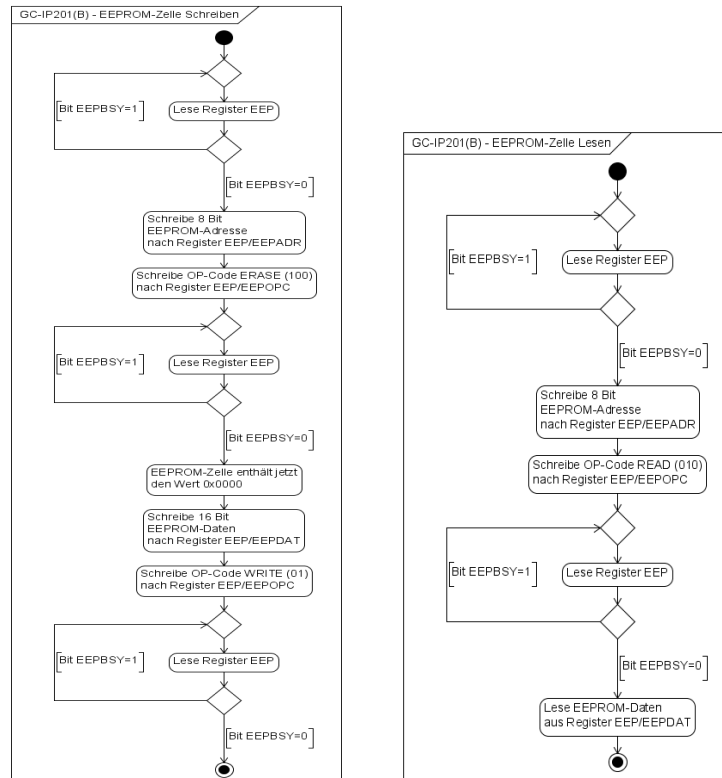 GC-IP201(B) - EEPROM-Zelle Schreiben
Lese Register EEP
[Bit EEPBSY=1]
[Bit EEPBSY=0]
Schreibe 8 Bit
EEPROM-Adresse
nach Register EEP/EEPADR
Schreibe OP-Code ERASE (100)
nach Register EEP/EEPOPC
[Bit EEPBSY=1]
Lese Register EEP
[Bit EEPBSY=0]
EEPROM-Zelle enthält jetzt
den Wert 0x0000
Schreibe 16 Bit
EEPROM-Daten
nach Register EEP/EEPDAT
Schreibe OP-Code WRITE (01)
nach Register EEP/EEPOPC
[Bit EEPBSY=1]
Lese Register EEP
[Bit EEPBSY=0]
GC-IP201(B) - EEPROM-Zelle Lesen
[Bit EEPBSY=1]
Lese Register EEP
[Bit EEPBSY=0]
Schreibe 8 Bit
EEPROM-Adresse
nach Register EEP/EEPADR
Schreibe OP-Code READ (010)
nach Register EEP/EEPOPC
[Bit EEPBSY=1]
Lese Register EEP
[Bit EEPBSY=0]
Lese EEPROM-Daten
aus Register EEP/EEPDAT